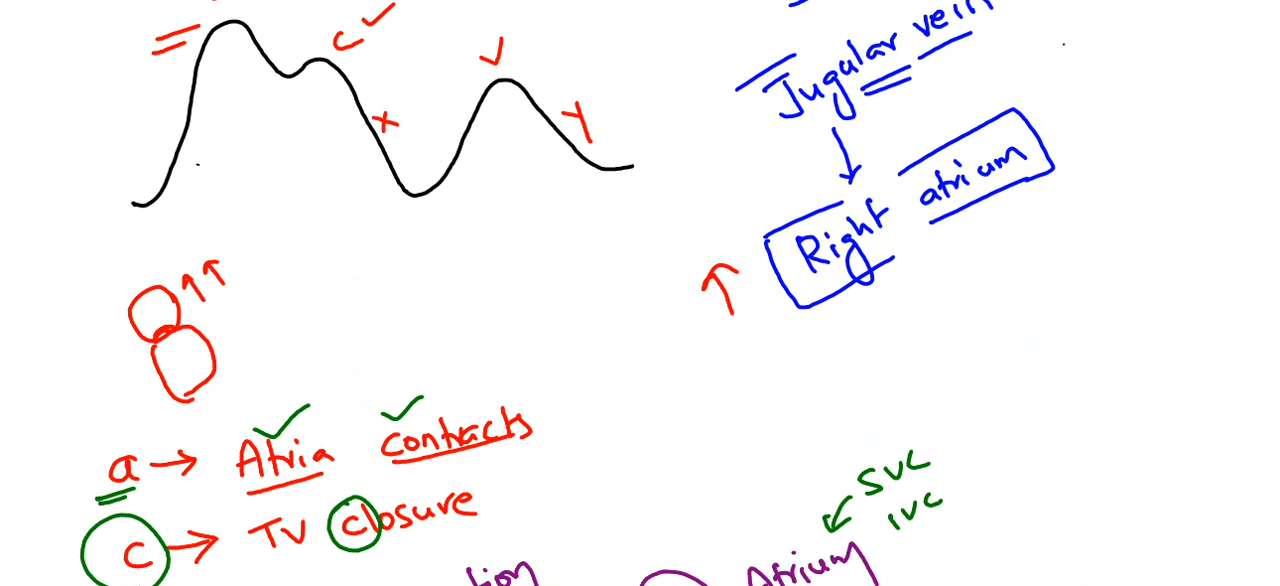 c
x
v
y
Jugular vein
Right atrium
a → Atria contracts
c → TV closure
SVC
IVC
Atrium